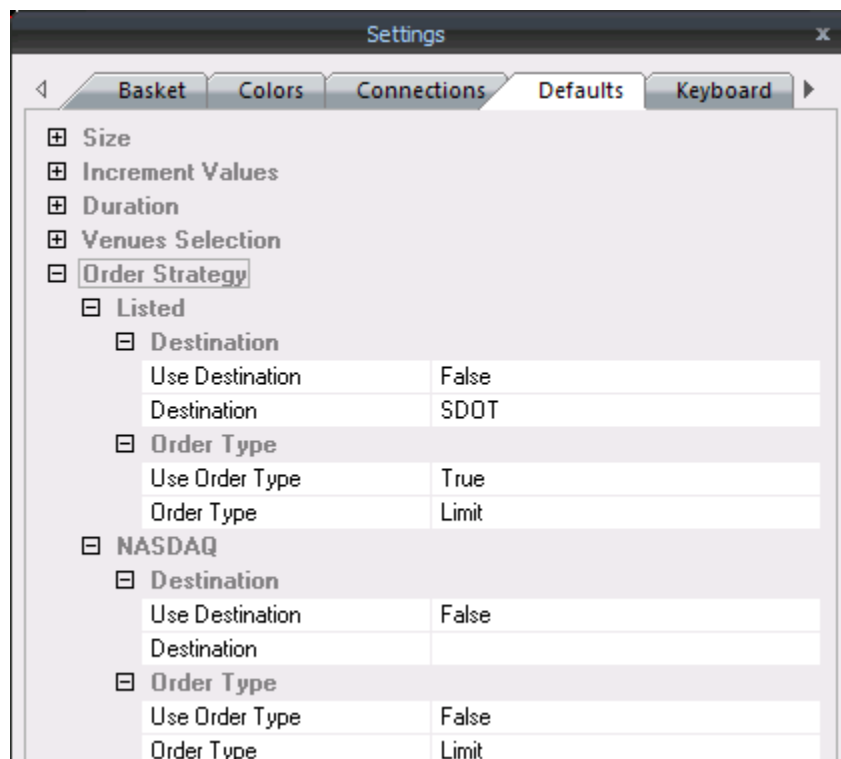 Settings x
Basket Colors Connections Defaults Keyboard
Size
Increment Values
Duration
Venues Selection
Order Strategy
Listed
Destination
Use Destination False
Destination SDOT
Order Type
Use Order Type True
Order Type Limit
NASDAQ
Destination
Use Destination False
Destination
Order Type
Use Order Type False
Order Type Limit